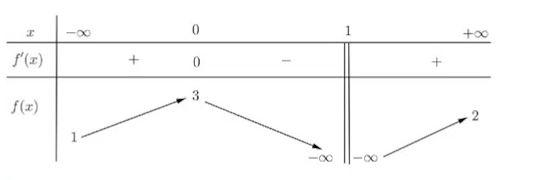 x −∞ 0 1 +∞
f′(x) + 0 − +
3
f(x) 2
1
−∞ −∞